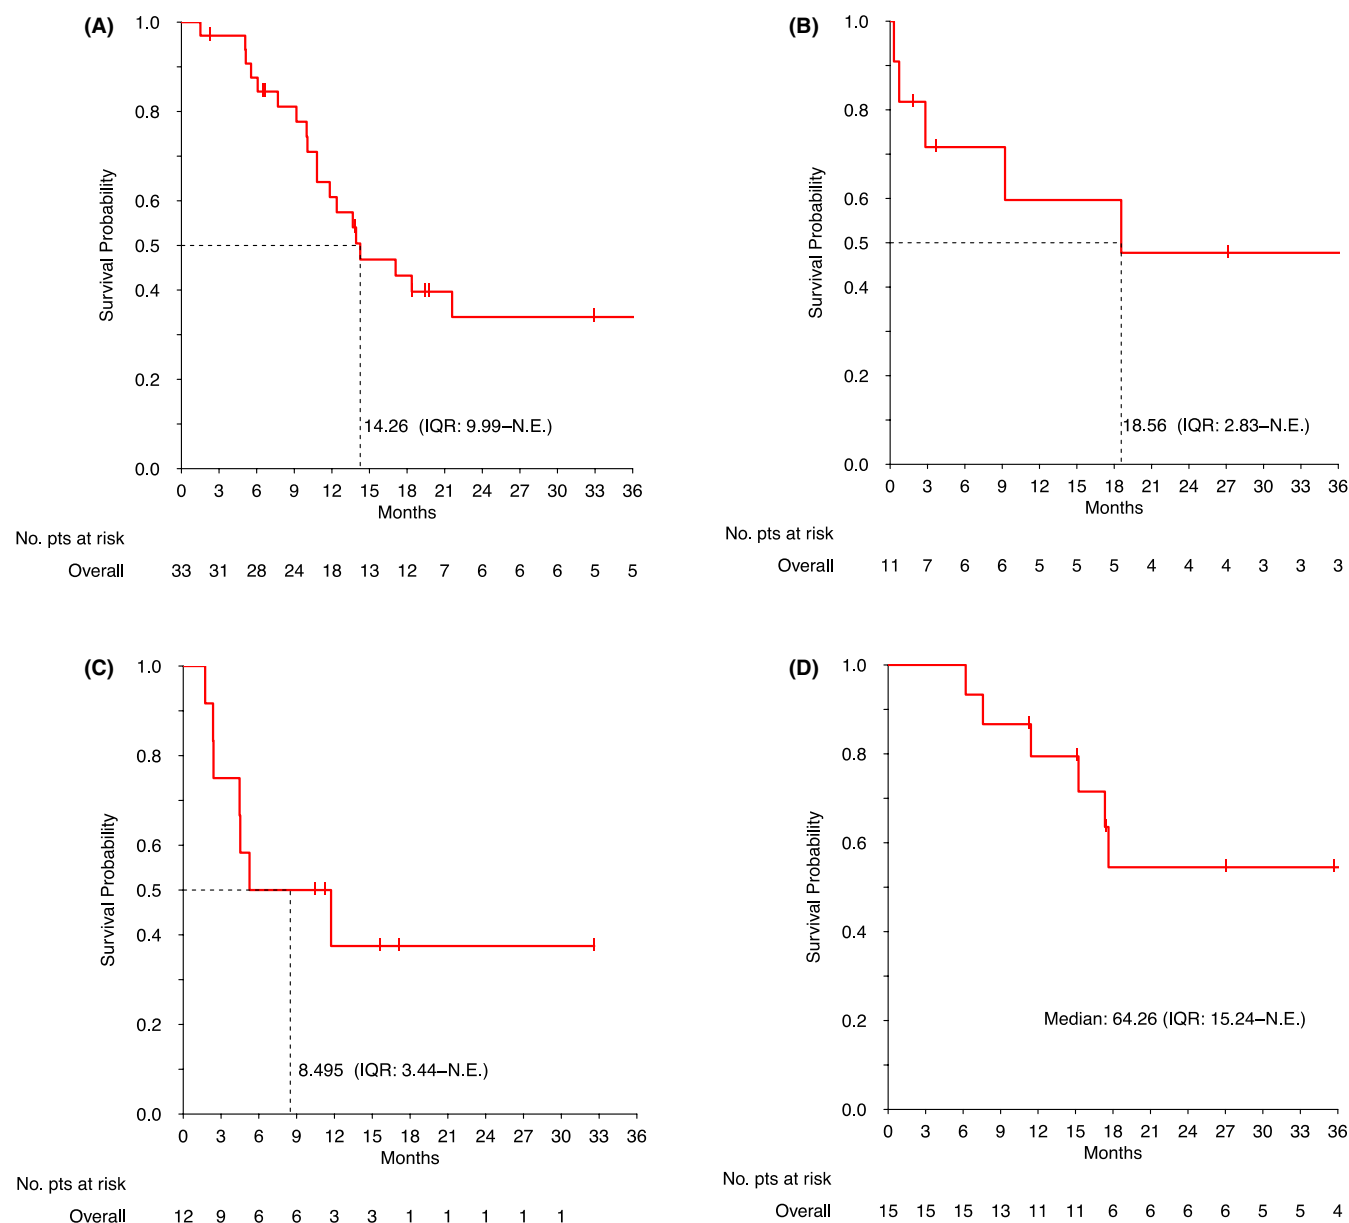 (A)
Survival Probability
1.0
0.8
0.6
0.5
0.4
0.2
0.0
14.26 (IQR: 9.99–N.E.)
0 3 6 9 12 15 18 21 24 27 30 33 36
Months
No. pts at risk
Overall 33 31 28 24 18 13 12 7 6 6 6 5 5
(B)
Survival Probability
1.0
0.8
0.6
0.5
0.4
0.2
0.0
18.56 (IQR: 2.83–N.E.)
0 3 6 9 12 15 18 21 24 27 30 33 36
Months
No. pts at risk
Overall 11 7 6 6 5 5 5 4 4 4 3 3 3
(C)
Survival Probability
1.0
0.8
0.6
0.5
0.4
0.2
0.0
8.495 (IQR: 3.44–N.E.)
0 3 6 9 12 15 18 21 24 27 30 33 36
Months
No. pts at risk
Overall 12 9 6 6 3 3 1 1 1 1 1
(D)
Survival Probability
1.0
0.8
0.6
0.4
0.2
0.0
Median: 64.26 (IQR: 15.24–N.E.)
0 3 6 9 12 15 18 21 24 27 30 33 36
Months
No. pts at risk
Overall 15 15 15 13 11 11 6 6 6 6 5 5 4